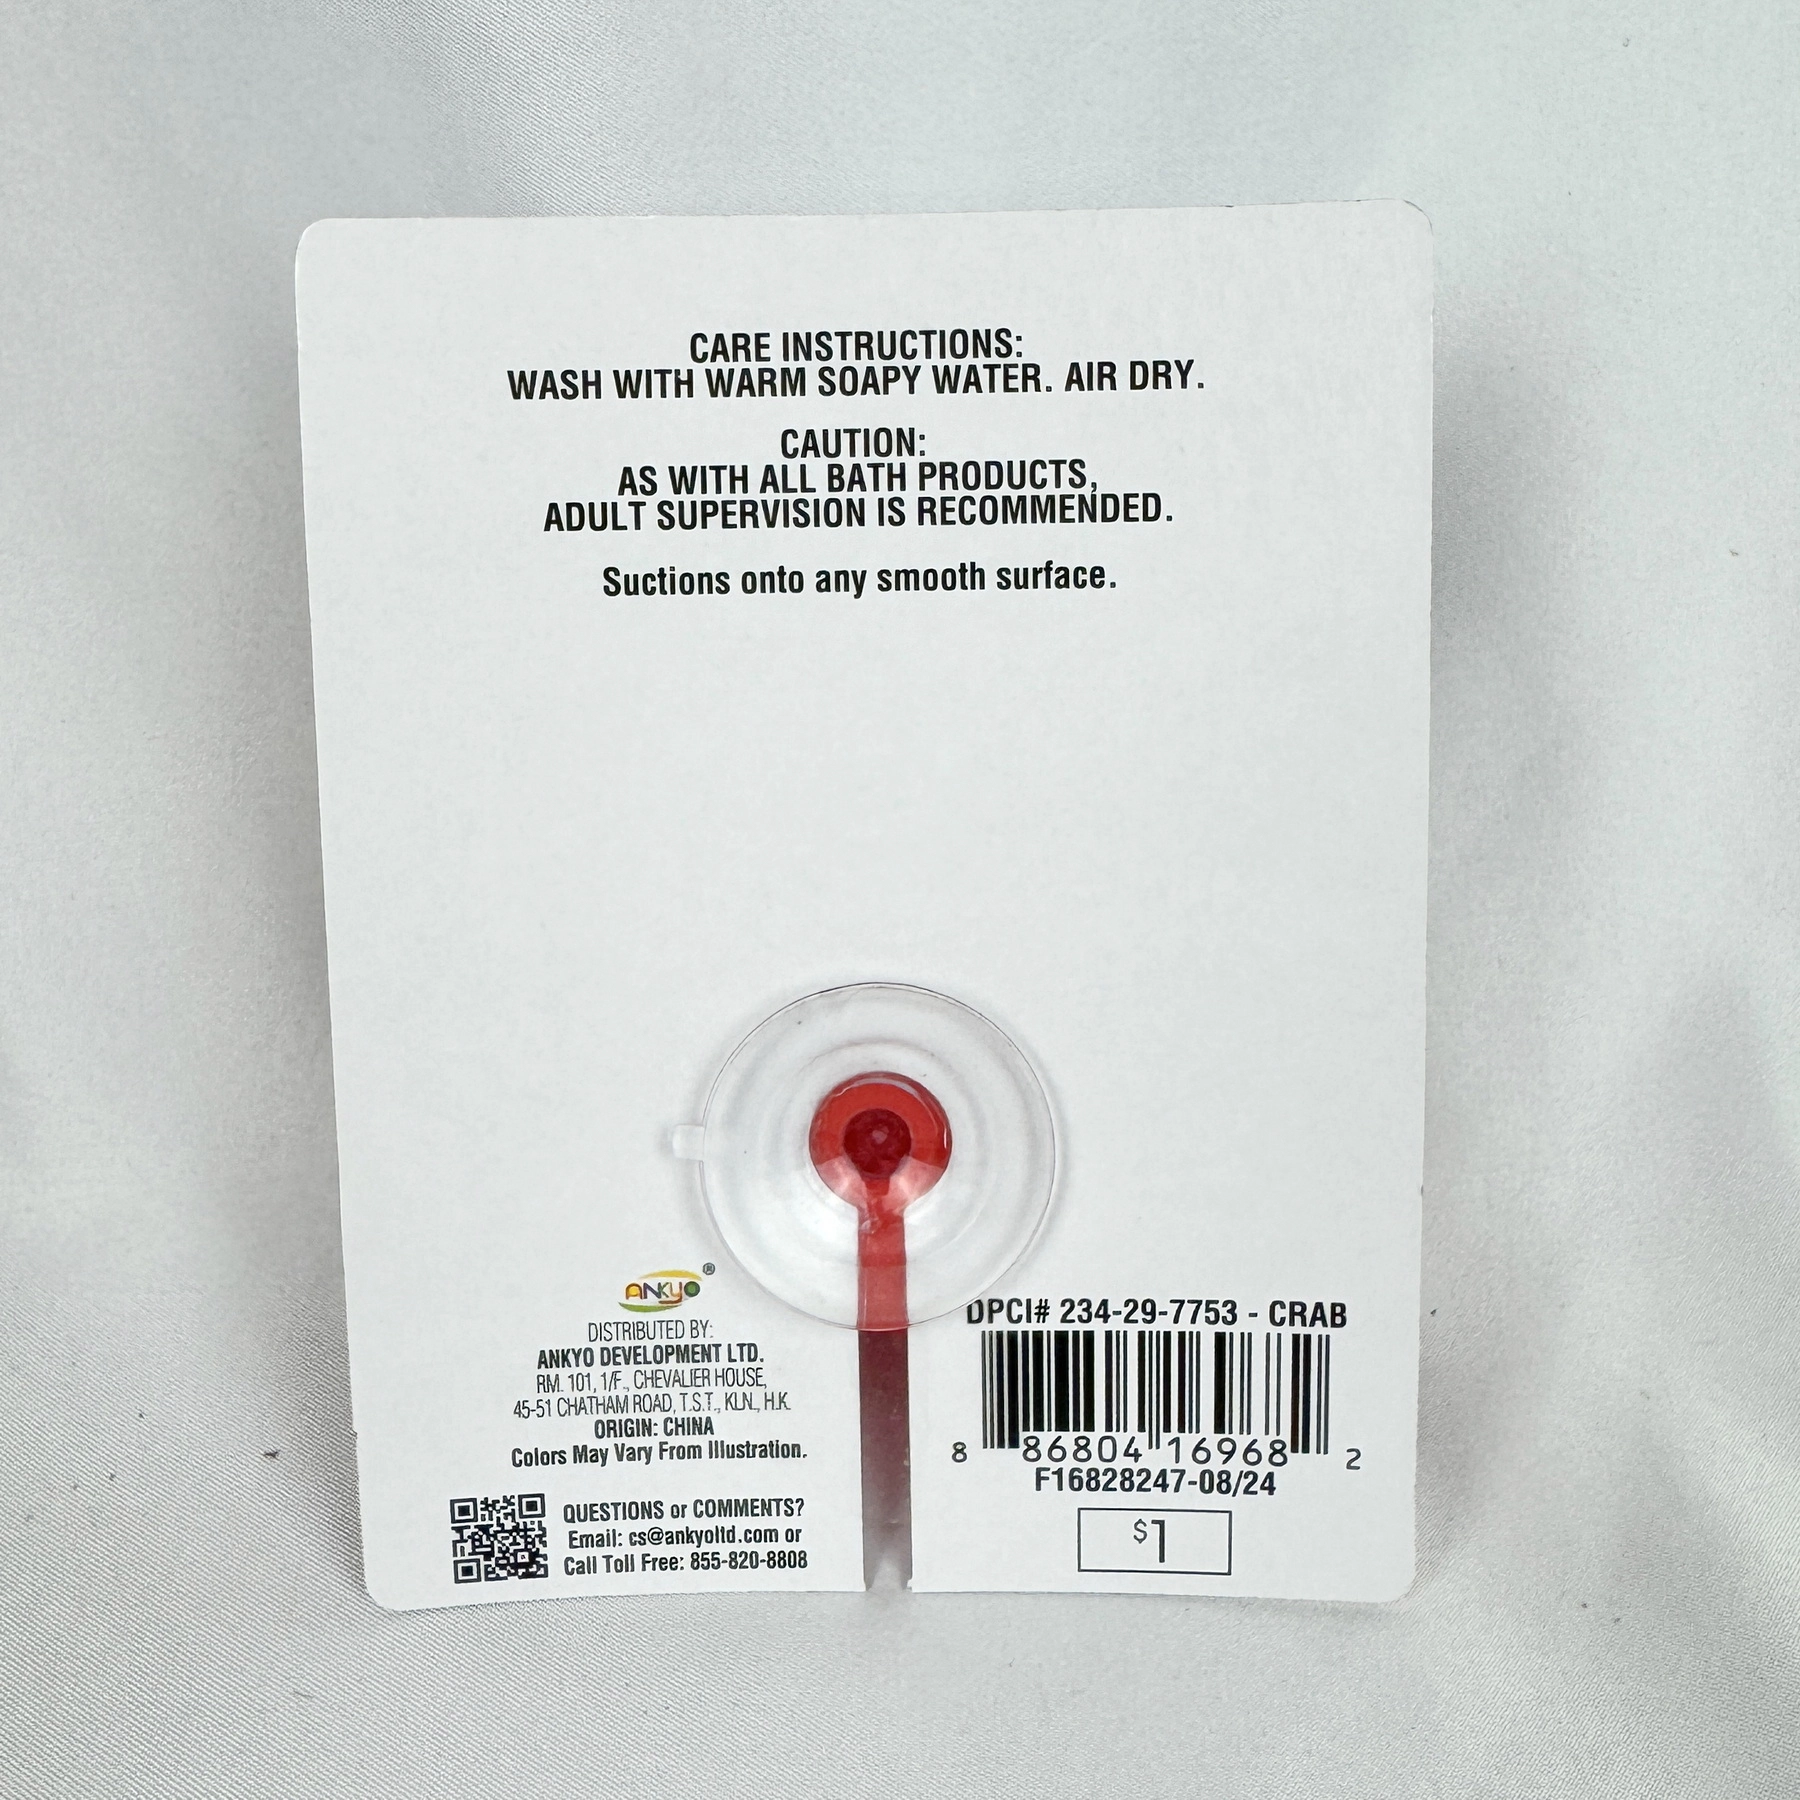 CARE INSTRUCTIONS:
WASH WITH WARM SOAPY WATER. AIR DRY.
CAUTION:
AS WITH ALL BATH PRODUCTS,
ADULT SUPERVISION IS RECOMMENDED.
Suctions onto any smooth surface.
ANKYO®
DISTRIBUTED BY:
ANKYO DEVELOPMENT LTD.
RM. 101, 1/F., CHEVALIER HOUSE,
45-51 CHATHAM ROAD, T.S.T., KLN., H.K.
ORIGIN: CHINA
Colors May Vary From Illustration.
QUESTIONS or COMMENTS?
Email: cs@ankyoltd.com or
Call Toll Free: 855-820-8808
DPCI# 234-29-7753 - CRAB
8 86804 16968 2
F16828247-08/24
$1